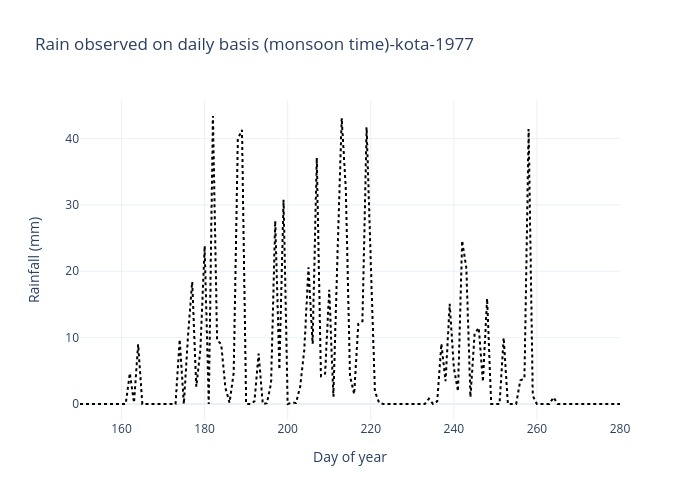 Rain observed on daily basis (monsoon time)-kota-1977
Rainfall (mm)
40
30
20
10
0
160 180 200 220 240 260 280
Day of year